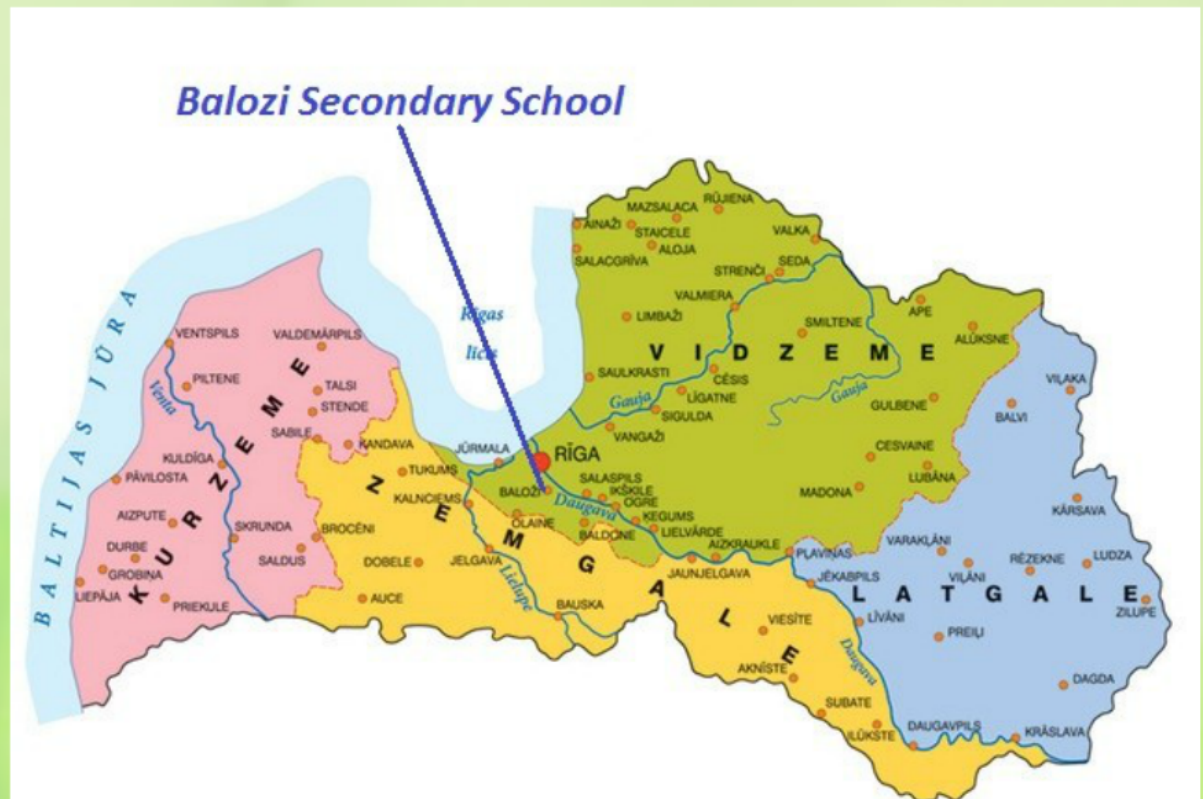 Balozi Secondary School
BALTIJAS JŪRA
Rīgas
līcis
KURZEME
VENTSPILS
VALDEMĀRPILS
PILTENE
Venta
TALSI
STENDE
SABILE
KANDAVA
KULDĪGA
PĀVILOSTA
AIZPUTE
SKRUNDA
DURBE
GROBIŅA
SALDUS
BROCĒNI
LIEPĀJA
PRIEKULE
VIDZEME
MAZSALACA
RŪJIENA
AINAŽI
STAICELE
ALOJA
SALACGRĪVA
VALKA
SEDA
STRENČI
VALMIERA
LIMBAŽI
SMILTENE
APE
ALŪKSNE
SAULKRASTI
CĒSIS
LĪGATNE
Gauja
SIGULDA
Gauja
GULBENE
VANGAŽI
CESVAINE
LUBĀNA
MADONA
JŪRMALA
RĪGA
SALASPILS
BALOŽI
IKŠĶILE
OGRE
Daugava
ĶEGUMS
LIELVĀRDE
OLAINE
BALDONE
ZEMGALE
TUKUMS
KALNCIEMS
DOBELE
JELGAVA
Lielupe
AUCE
BAUSKA
AIZKRAUKLE
JAUNJELGAVA
PĻAVIŅAS
JĒKABPILS
VIESĪTE
AKNĪSTE
SUBATE
ILŪKSTE
LATGALE
VIĻAKA
BALVI
KĀRSAVA
VARAKĻĀNI
VIĻĀNI
RĒZEKNE
LUDZA
ZILUPE
LĪVĀNI
PREIĻI
Daugava
DAGDA
DAUGAVPILS
KRĀSLAVA